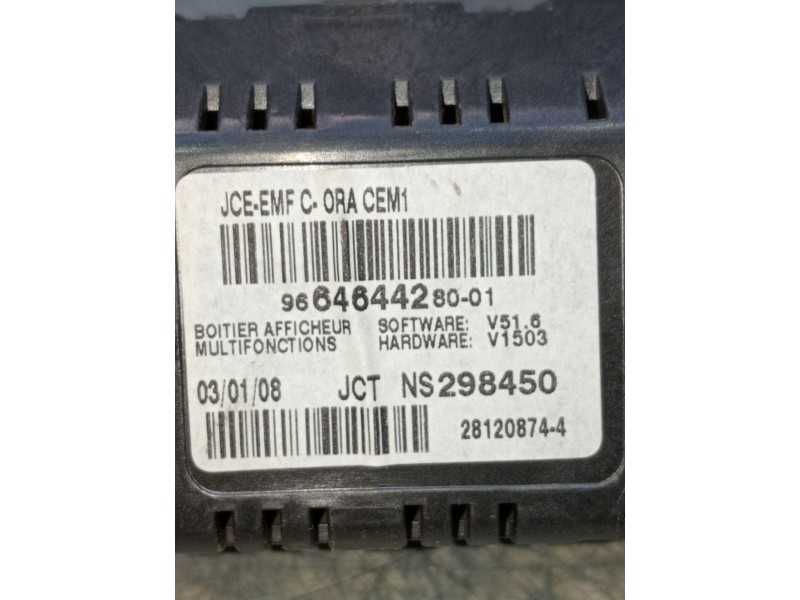 JCE-EMF C- ORA CEM1
9664644280-01
BOITIER AFFICHEUR SOFTWARE: V51.6
MULTIFONCTIONS HARDWARE: V1503
03/01/08 JCT NS298450
28120874-4